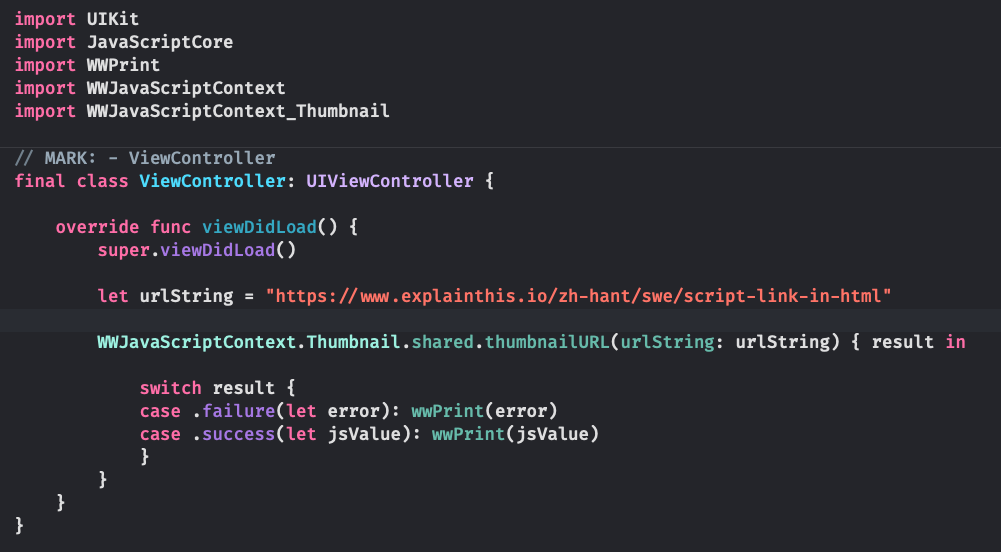 import UIKit
import JavaScriptCore
import WWPrint
import WWJavaScriptContext
import WWJavaScriptContext_Thumbnail
// MARK: - ViewController
final class ViewController: UIViewController {
override func viewDidLoad() {
super.viewDidLoad()
let urlString = "https://www.explainthis.io/zh-hant/swe/script-link-in-html"
WWJavaScriptContext.Thumbnail.shared.thumbnailURL(urlString: urlString) { result in
switch result {
case .failure(let error): wwPrint(error)
case .success(let jsValue): wwPrint(jsValue)
}
}
}
}